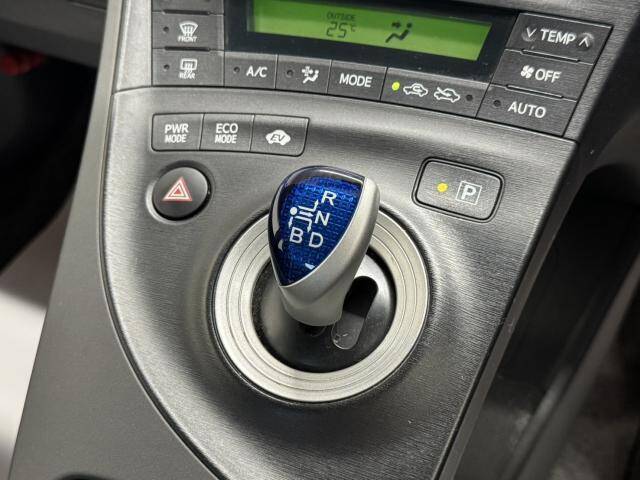 OUTSIDE
25℃
FRONT
REAR
A/C
MODE
TEMP
OFF
AUTO
PWR
MODE
ECO
MODE
EV
P
R
N
B D